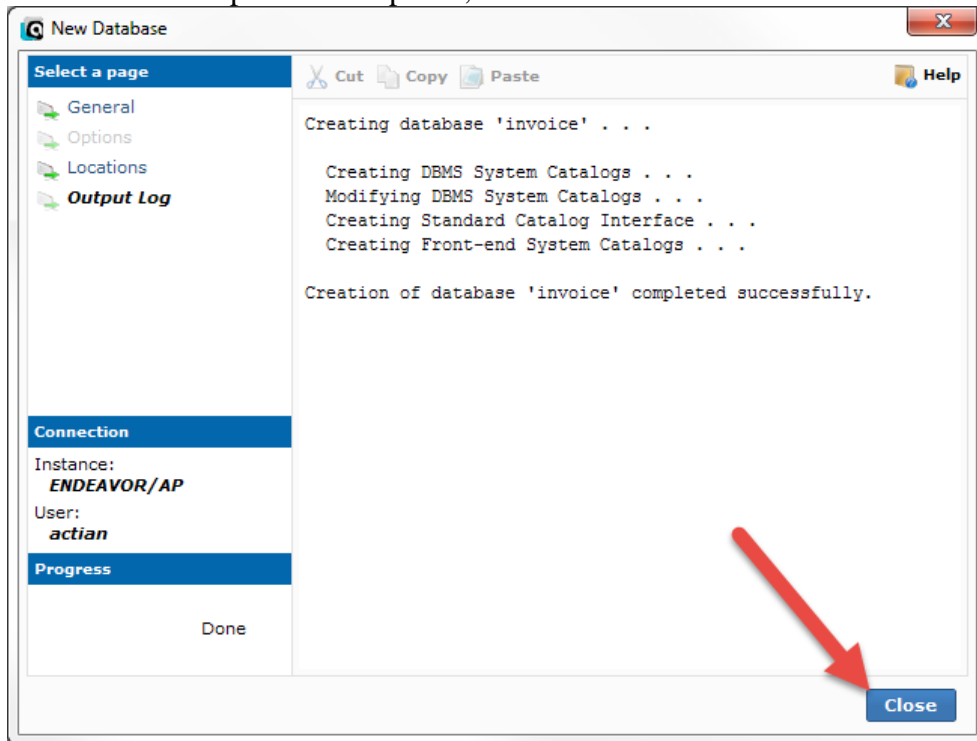 New Database
Select a page
General
Options
Locations
Output Log
Cut Copy Paste Help
Creating database 'invoice' . . .
Creating DBMS System Catalogs . . .
Modifying DBMS System Catalogs . . .
Creating Standard Catalog Interface . . .
Creating Front-end System Catalogs . . .
Creation of database 'invoice' completed successfully.
Connection
Instance:
ENDEAVOR/AP
User:
actian
Progress
Done
Close